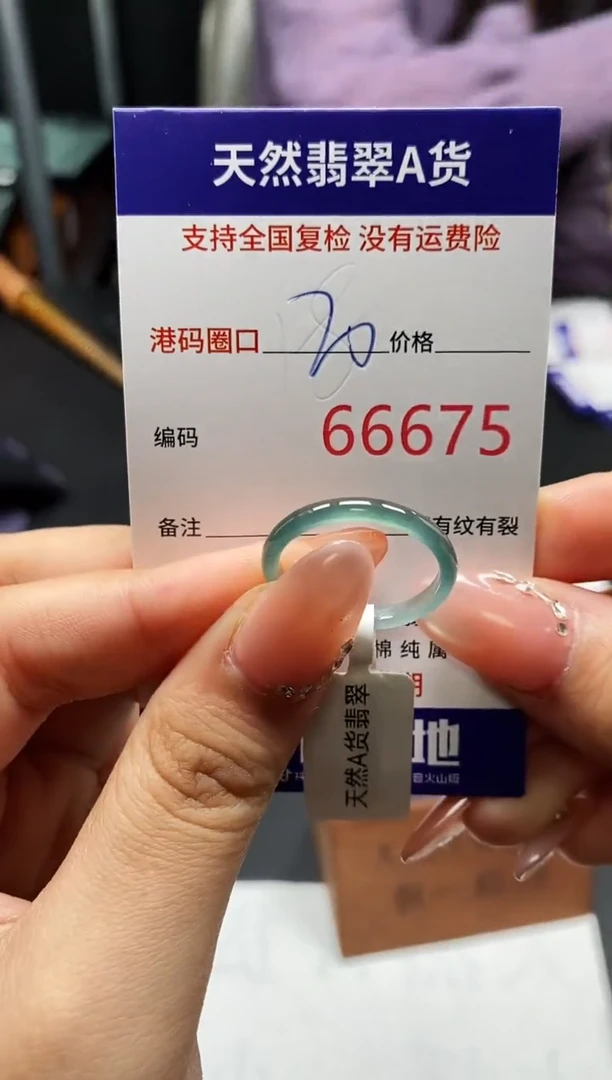 天然翡翠A货
支持全国复检 没有运费险
港码圈口 20 价格
编码 66675
备注 有纹有裂
棉纯属
天然A货翡翠
地